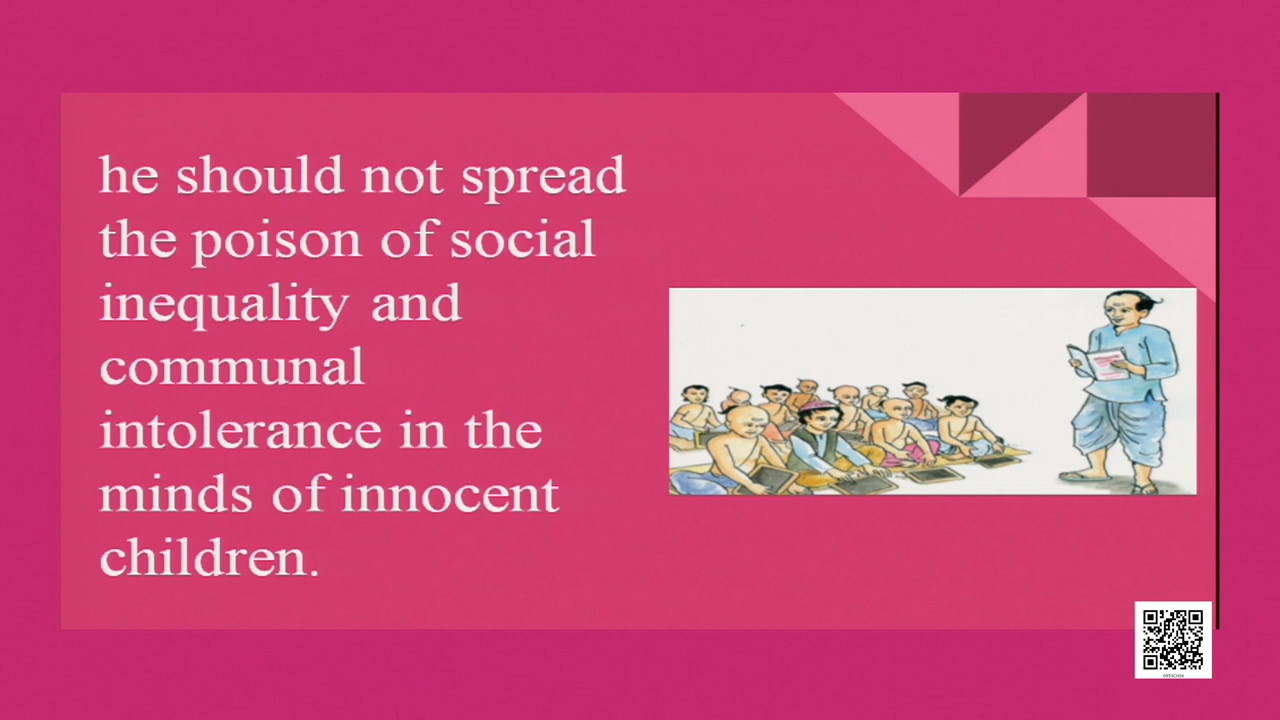 he should not spread
the poison of social
inequality and
communal
intolerance in the
minds of innocent
children.